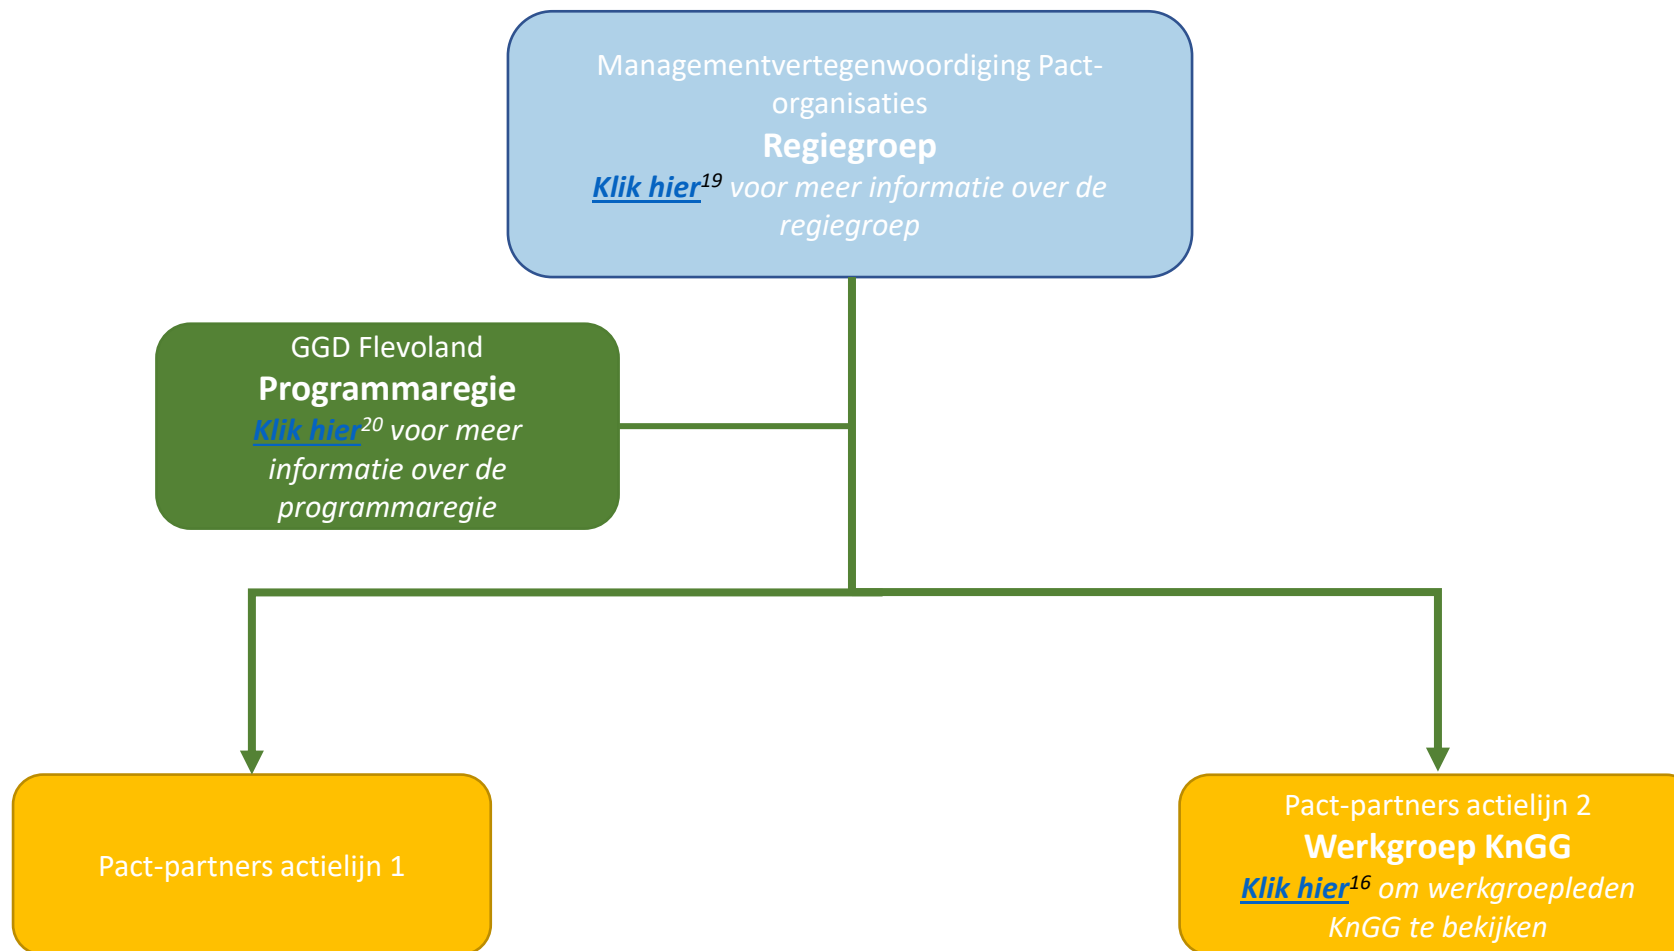 Managementvertegenwoordiging Pact-
organisaties
Regiegroep
Klik hier19 voor meer informatie over de
regiegroep
GGD Flevoland
Programmaregie
Klik hier20 voor meer
informatie over de
programmaregie
Pact-partners actielijn 1
Pact-partners actielijn 2
Werkgroep KnGG
Klik hier16 om werkgroepleden
KnGG te bekijken